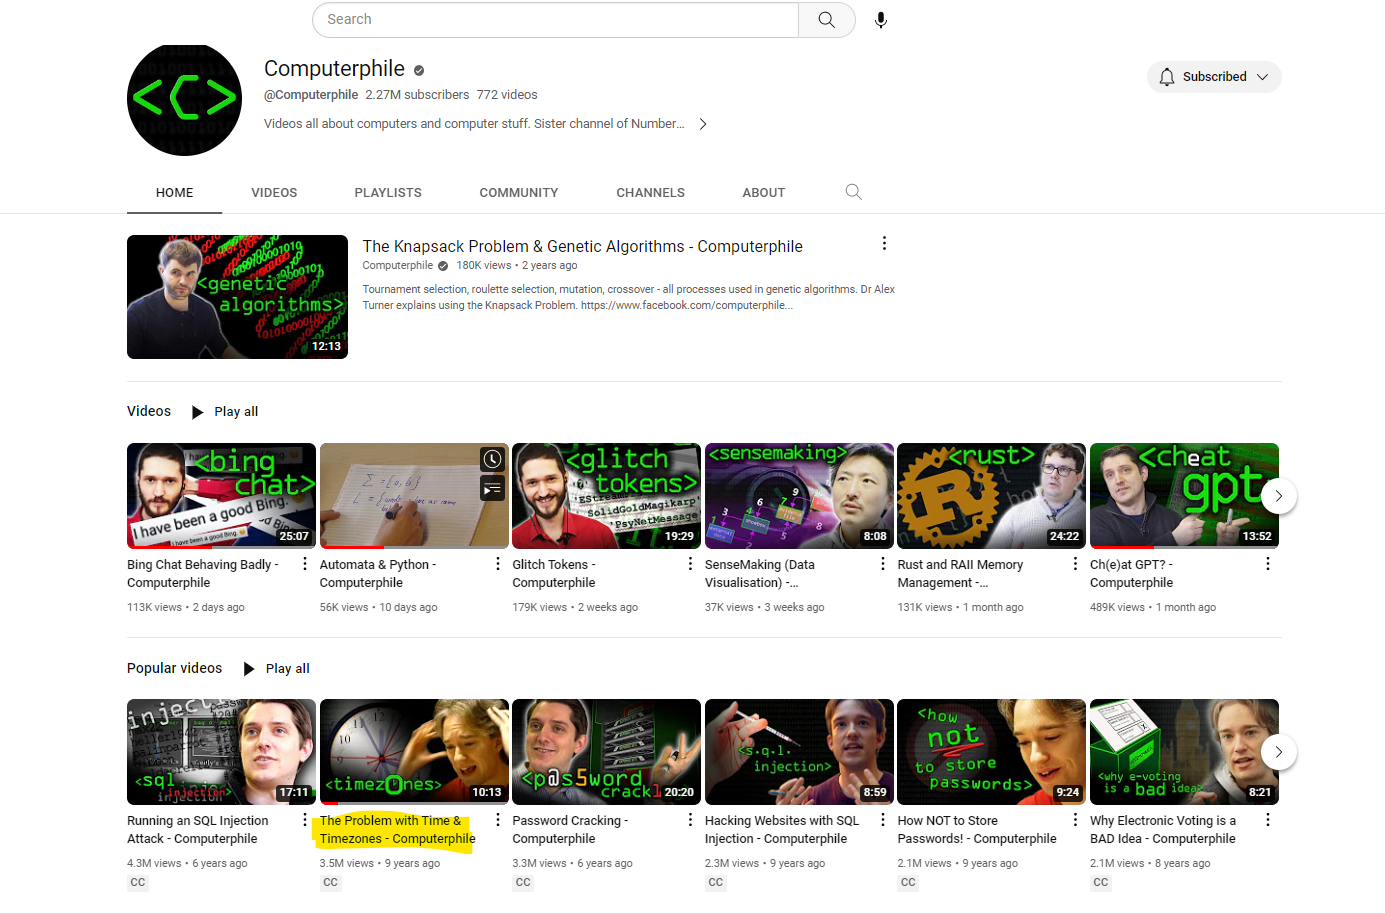 Search
<C>
Computerphile
@Computerphile 2.27M subscribers 772 videos
Videos all about computers and computer stuff. Sister channel of Number...
Subscribed
HOME
VIDEOS
PLAYLISTS
COMMUNITY
CHANNELS
ABOUT
<genetic
algorithms>
12:13
The Knapsack Problem & Genetic Algorithms - Computerphile
Computerphile 180K views • 2 years ago
Tournament selection, roulette selection, mutation, crossover - all processes used in genetic algorithms. Dr Alex
Turner explains using the Knapsack Problem. https://www.facebook.com/computerphile...
Videos
Play all
<bing
chat>
I have been a good Bing.
25:07
Bing Chat Behaving Badly -
Computerphile
113K views • 2 days ago
Automata & Python -
Computerphile
56K views • 10 days ago
<glitch
tokens>
SolidGoldMagikarp'
'PsyNetMessage
19:29
Glitch Tokens -
Computerphile
179K views • 2 weeks ago
<sensemaking>
8:08
SenseMaking (Data
Visualisation) -...
37K views • 3 weeks ago
<rust>
24:22
Rust and RAII Memory
Management -...
131K views • 1 month ago
<cheat
gpt>
13:52
Ch(e)at GPT? -
Computerphile
489K views • 1 month ago
Popular videos
Play all
<sql
injection>
injection
17:11
Running an SQL Injection
Attack - Computerphile
4.3M views • 6 years ago
CC
<timez0nes>
10:13
The Problem with Time &
Timezones - Computerphile
3.5M views • 9 years ago
CC
<p@s5word
20:20
Password Cracking -
Computerphile
3.3M views • 6 years ago
CC
<s.q.l.
injection>
8:59
Hacking Websites with SQL
Injection - Computerphile
2.3M views • 9 years ago
CC
<how
not
to store
passwords>
9:24
How NOT to Store
Passwords! - Computerphile
2.1M views • 9 years ago
CC
<why e-voting
is a bad idea>
8:21
Why Electronic Voting is a
BAD Idea - Computerphile
2.1M views • 8 years ago
CC